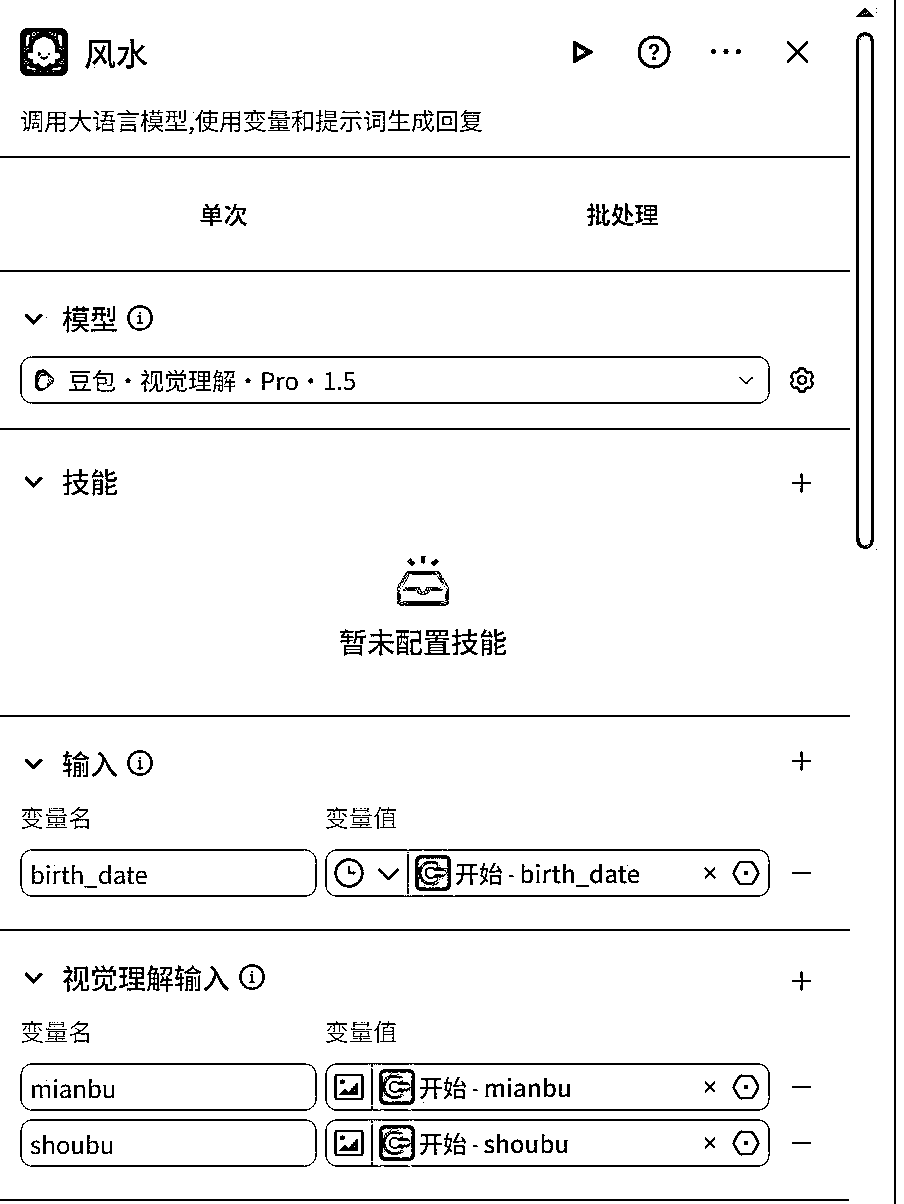 风水
调用大语言模型,使用变量和提示词生成回复
单次 批处理
模型
豆包·视觉理解·Pro·1.5
技能
暂未配置技能
输入
变量名 变量值
birth_date 开始 - birth_date
视觉理解输入
变量名 变量值
mianbu 开始 - mianbu
shoubu 开始 - shoubu